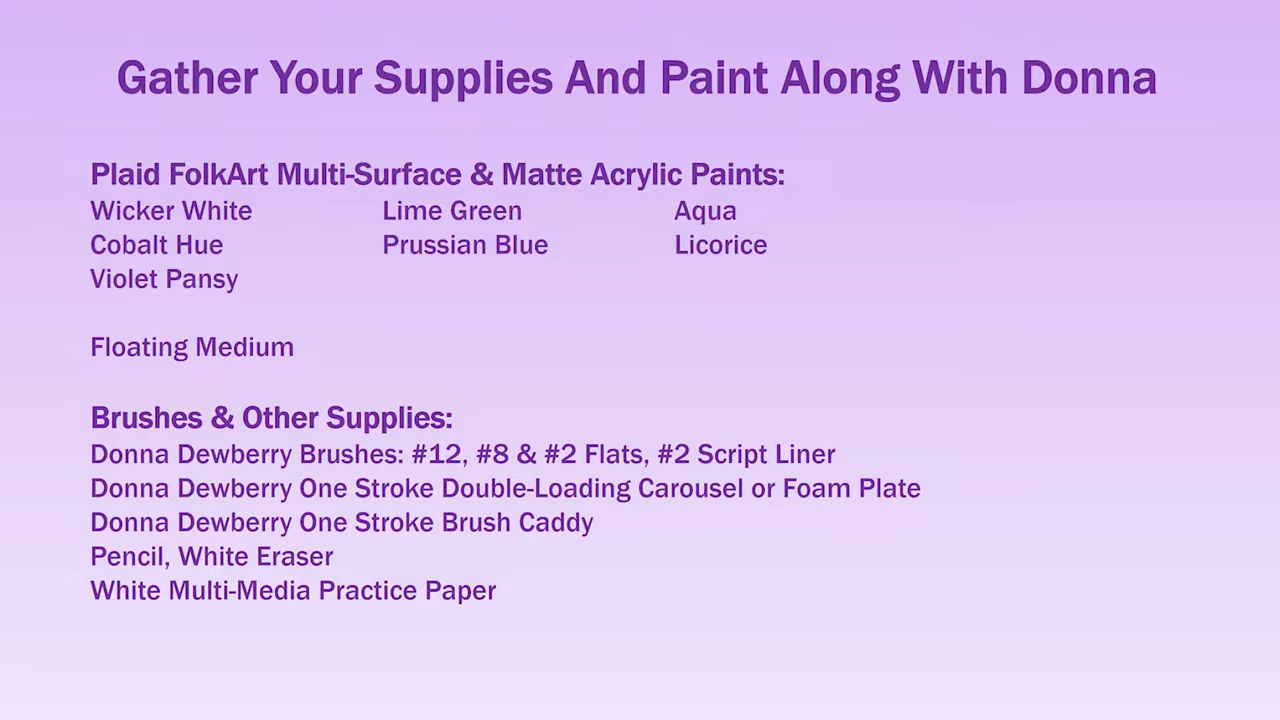 Gather Your Supplies And Paint Along With Donna
Plaid FolkArt Multi-Surface & Matte Acrylic Paints:
Wicker White Lime Green Aqua
Cobalt Hue Prussian Blue Licorice
Violet Pansy
Floating Medium
Brushes & Other Supplies:
Donna Dewberry Brushes: #12, #8 & #2 Flats, #2 Script Liner
Donna Dewberry One Stroke Double-Loading Carousel or Foam Plate
Donna Dewberry One Stroke Brush Caddy
Pencil, White Eraser
White Multi-Media Practice Paper